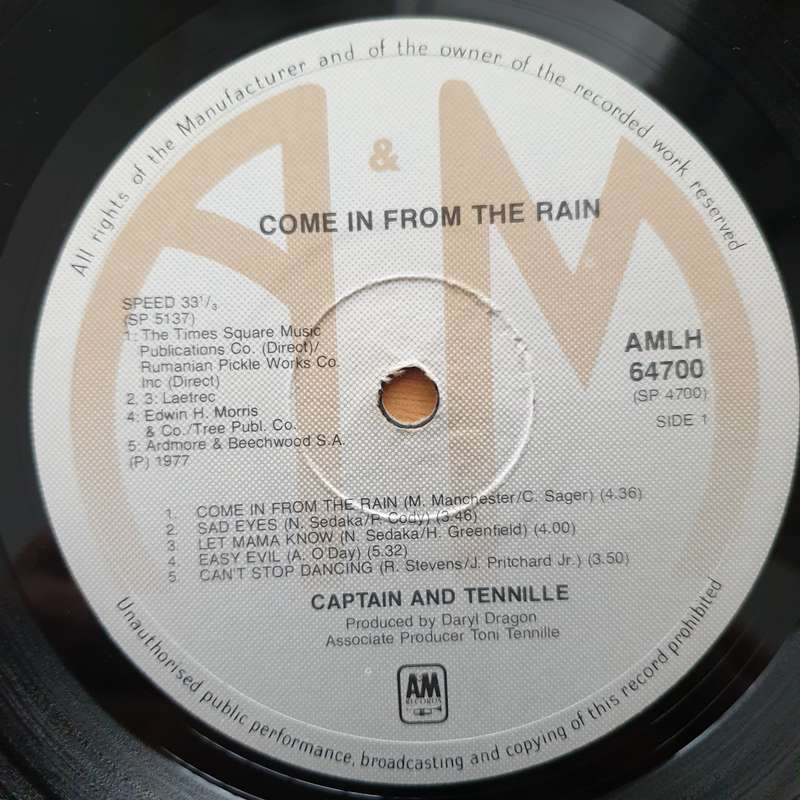 All rights of the Manufacturer and of the owner of the recorded work reserved
A & M
COME IN FROM THE RAIN
SPEED 33 1/3
(SP 5137)
1: The Times Square Music
Publications Co. (Direct)/
Rumanian Pickle Works Co.
Inc (Direct)
2, 3: Laetrec
4: Edwin H. Morris
& Co./Tree Publ. Co.
5: Ardmore & Beechwood S.A.
(P) 1977
AMLH
64700
(SP 4700)
SIDE 1
1. COME IN FROM THE RAIN (M. Manchester/C. Sager) (4.36)
2. SAD EYES (N. Sedaka/P. Cody) (3.46)
3. LET MAMA KNOW (N. Sedaka/H. Greenfield) (4.00)
4. EASY EVIL (A. O'Day) (5.32)
5. CAN'T STOP DANCING (R. Stevens/J. Pritchard Jr.) (3.50)
CAPTAIN AND TENNILLE
Produced by Daryl Dragon
Associate Producer Toni Tennille
AM
RECORDS
Unauthorised public performance, broadcasting and copying of this record prohibited